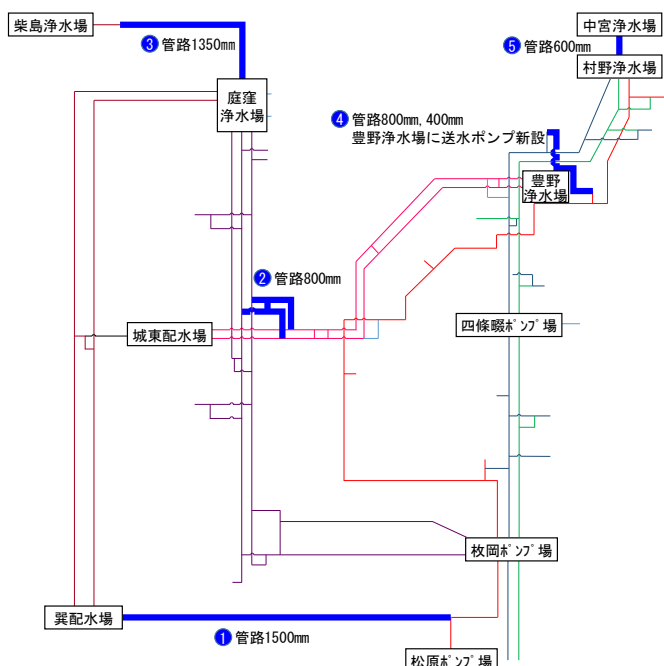 柴島浄水場
❸ 管路1350mm
中宮浄水場
❺ 管路600mm
村野浄水場
庭窪
浄水場
❹ 管路800mm, 400mm
豊野浄水場に送水ポンプ新設
豊野
浄水場
❷ 管路800mm
城東配水場
四條畷ポンプ場
枚岡ポンプ場
巽配水場
❶ 管路1500mm
松原ポンプ場